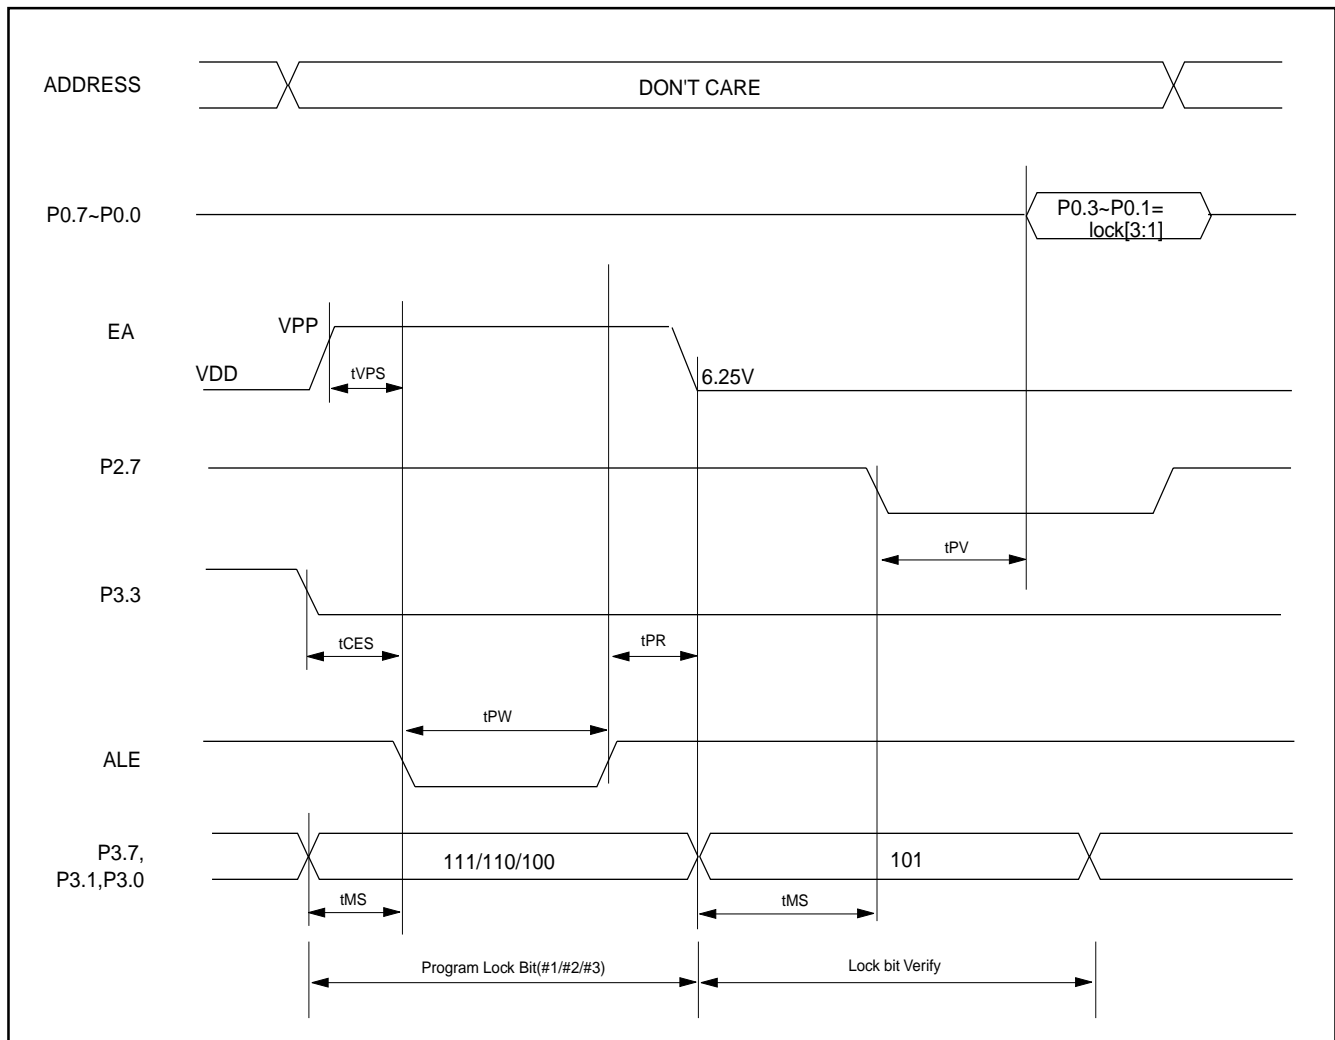 ADDRESS
DON'T CARE
P0.7~P0.0
P0.3~P0.1=
lock[3:1]
EA
VPP
VDD
tVPS
6.25V
P2.7
tPV
P3.3
tCES
tPR
tPW
ALE
P3.7,
P3.1,P3.0
111/110/100
101
tMS
tMS
Program Lock Bit(#1/#2/#3)
Lock bit Verify